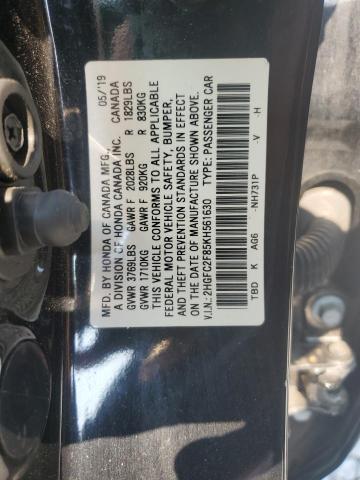 MFD. BY HONDA OF CANADA MFG., 05/'19
A DIVISION OF HONDA CANADA INC. CANADA
GVWR 3769LBS GAWR F 2028LBS R 1829LBS
GVWR 1710KG GAWR F 920KG R 830KG
THIS VEHICLE CONFORMS TO ALL APPLICABLE
FEDERAL MOTOR VEHICLE SAFETY, BUMPER,
AND THEFT PREVENTION STANDARDS IN EFFECT
ON THE DATE OF MANUFACTURE SHOWN ABOVE.
V.I.N.: 2HGFC2F85KH561630 TYPE: PASSENGER CAR
TBD K AG6 -NH731P -V -H